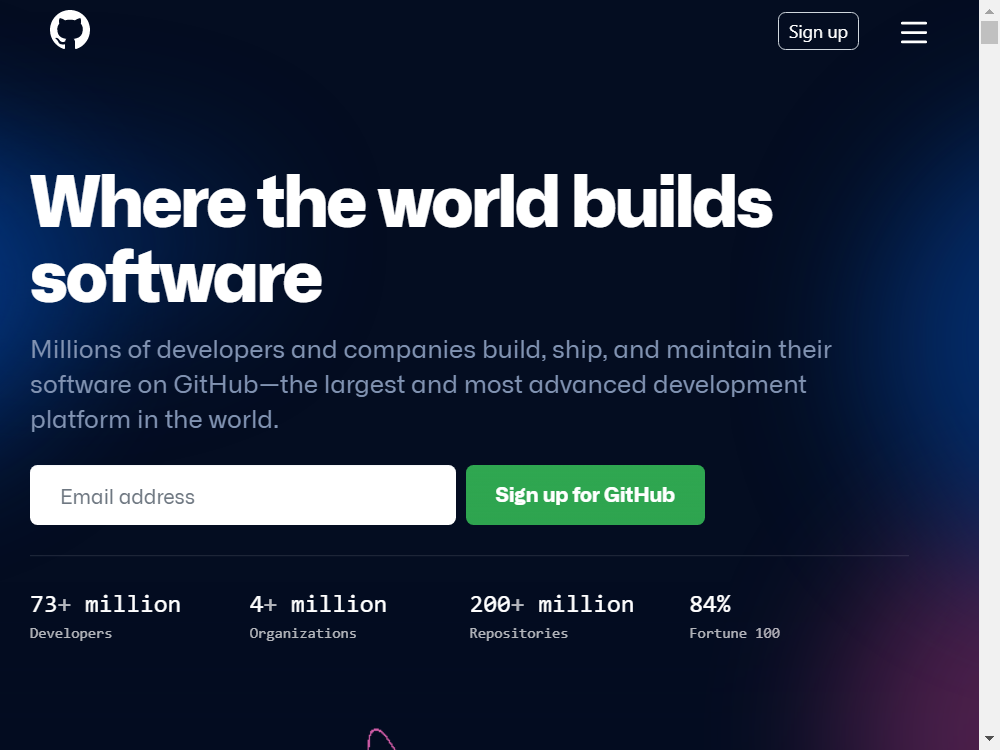 Sign up
Where the world builds
software
Millions of developers and companies build, ship, and maintain their
software on GitHub—the largest and most advanced development
platform in the world.
Email address
Sign up for GitHub
73+ million
Developers
4+ million
Organizations
200+ million
Repositories
84%
Fortune 100